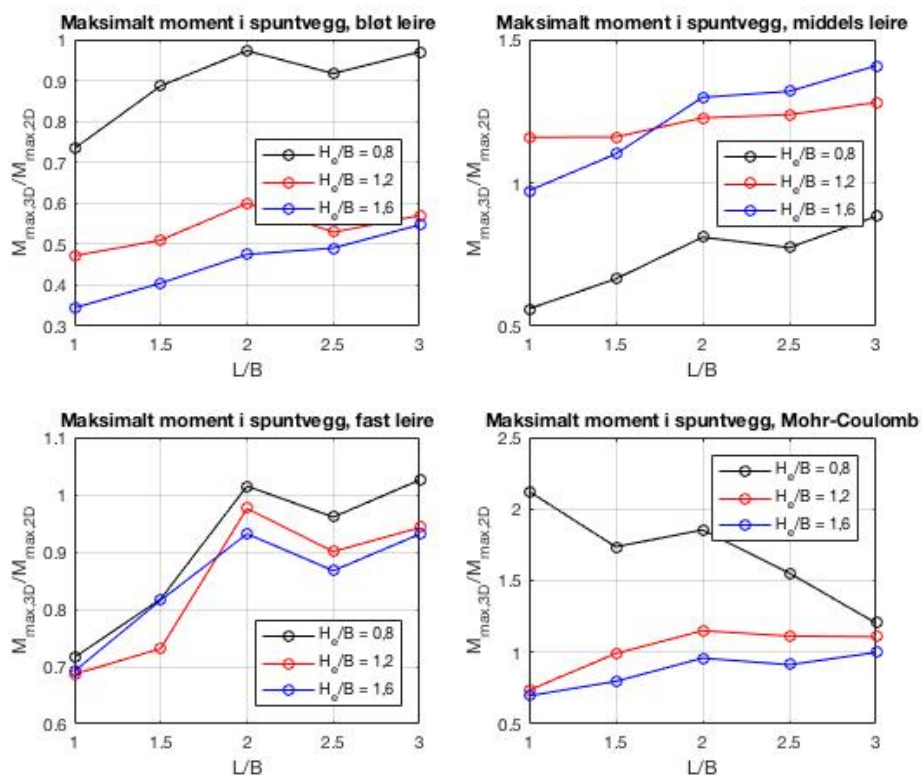 Maksimalt moment i spuntvegg, bløt leire
M_max,3D/M_max,2D
1
0.9
0.8
0.7
0.6
0.5
0.4
0.3
H_e/B = 0,8
H_e/B = 1,2
H_e/B = 1,6
1 1.5 2 2.5 3
L/B
Maksimalt moment i spuntvegg, middels leire
M_max,3D/M_max,2D
1.5
1
0.5
H_e/B = 0,8
H_e/B = 1,2
H_e/B = 1,6
1 1.5 2 2.5 3
L/B
Maksimalt moment i spuntvegg, fast leire
M_max,3D/M_max,2D
1.1
1
0.9
0.8
0.7
0.6
H_e/B = 0,8
H_e/B = 1,2
H_e/B = 1,6
1 1.5 2 2.5 3
L/B
Maksimalt moment i spuntvegg, Mohr-Coulomb
M_max,3D/M_max,2D
2.5
2
1.5
1
0.5
H_e/B = 0,8
H_e/B = 1,2
H_e/B = 1,6
1 1.5 2 2.5 3
L/B